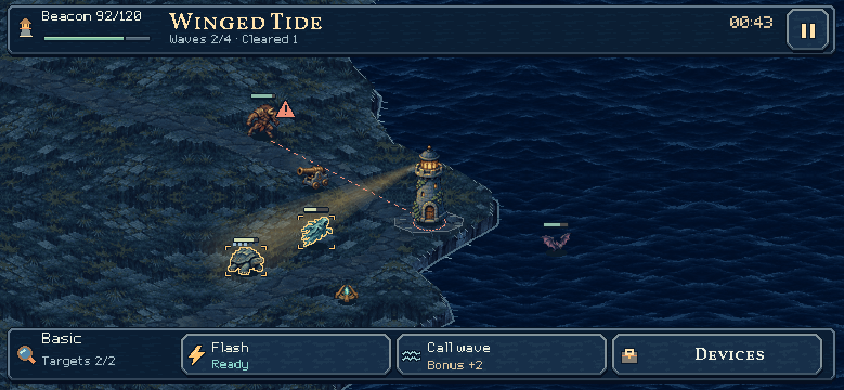 Beacon 92/120
Winged Tide
Waves 2/4 · Cleared 1
00:43
Basic
Targets 2/2
Flash
Ready
Call wave
Bonus +2
Devices